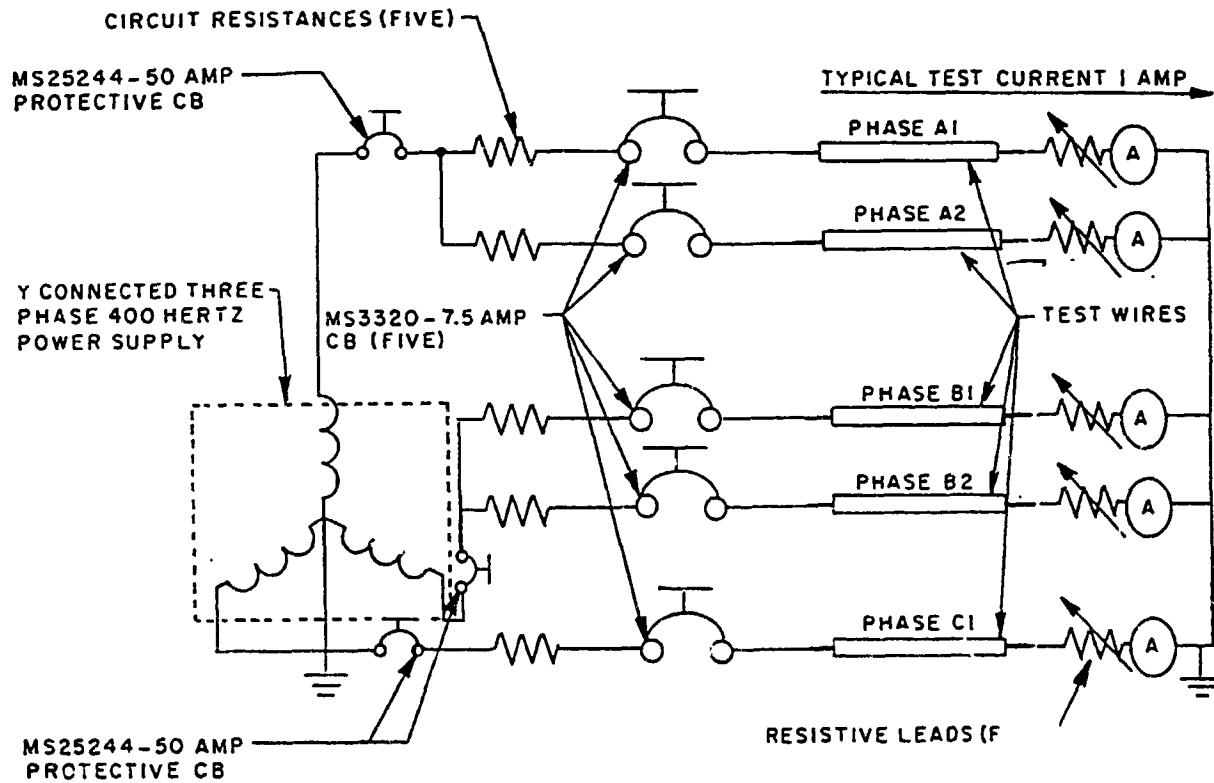 CIRCUIT RESISTANCES (FIVE)
MS25244-50 AMP
PROTECTIVE CB
TYPICAL TEST CURRENT 1 AMP
PHASE A1
A
PHASE A2
A
Y CONNECTED THREE
PHASE 400 HERTZ
POWER SUPPLY
MS3320-7.5 AMP
CB (FIVE)
TEST WIRES
PHASE B1
A
PHASE B2
A
PHASE C1
A
RESISTIVE LEADS (F
MS25244-50 AMP
PROTECTIVE CB